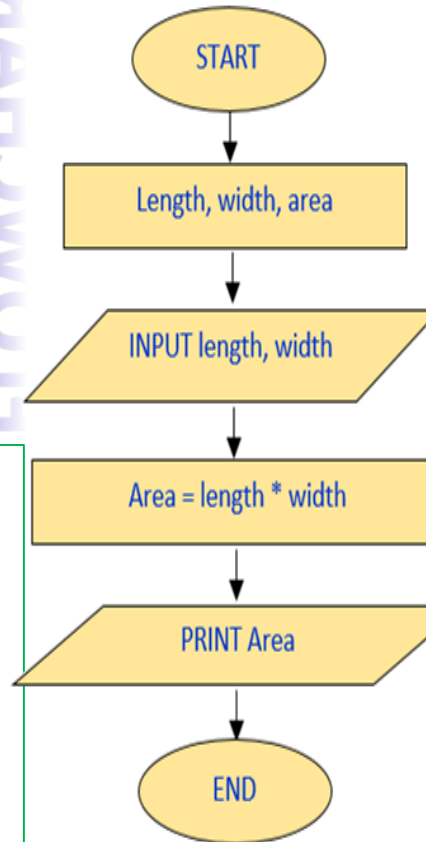 START
Length, width, area
INPUT length, width
Area = length * width
PRINT Area
END